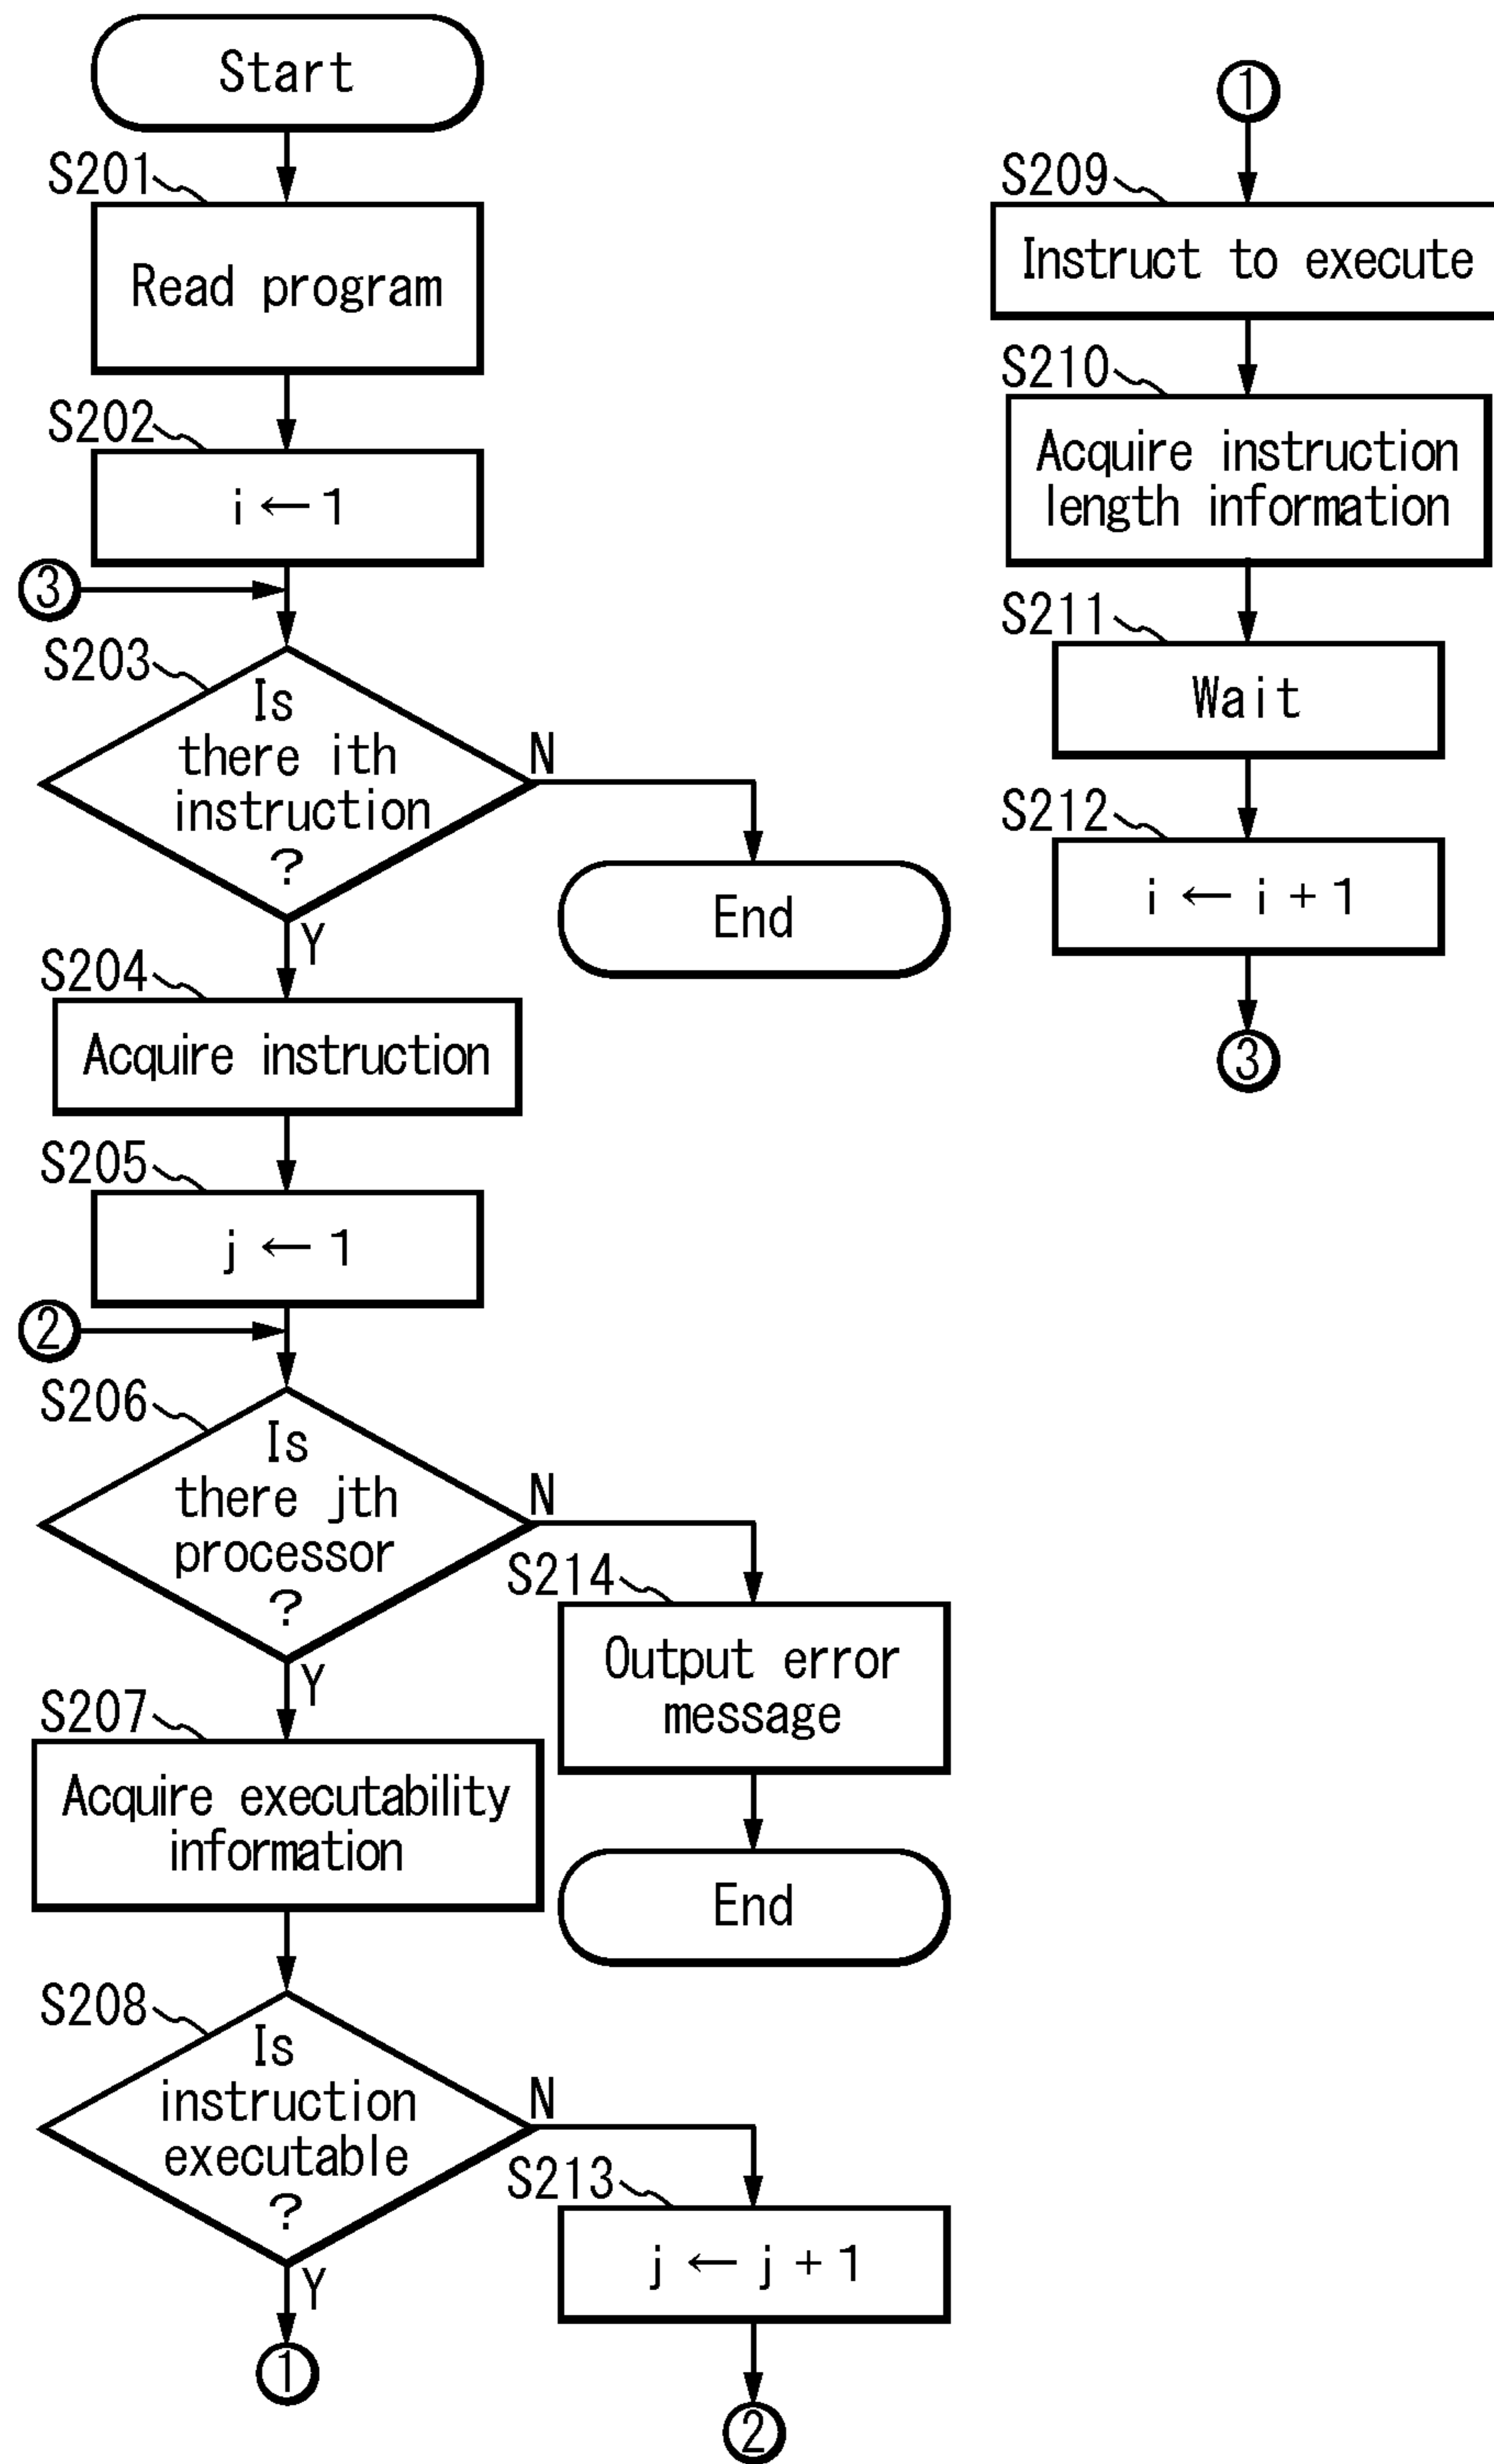 Start
S201
Read program
S202
i ← 1
③
S203
Is
there ith
instruction
?
N
Y
End
S204
Acquire instruction
S205
j ← 1
②
S206
Is
there jth
processor
?
N
Y
S214
Output error
message
End
S207
Acquire executability
information
S208
Is
instruction
executable
?
N
Y
S213
j ← j + 1
①
②
①
S209
Instruct to execute
S210
Acquire instruction
length information
S211
Wait
S212
i ← i + 1
③